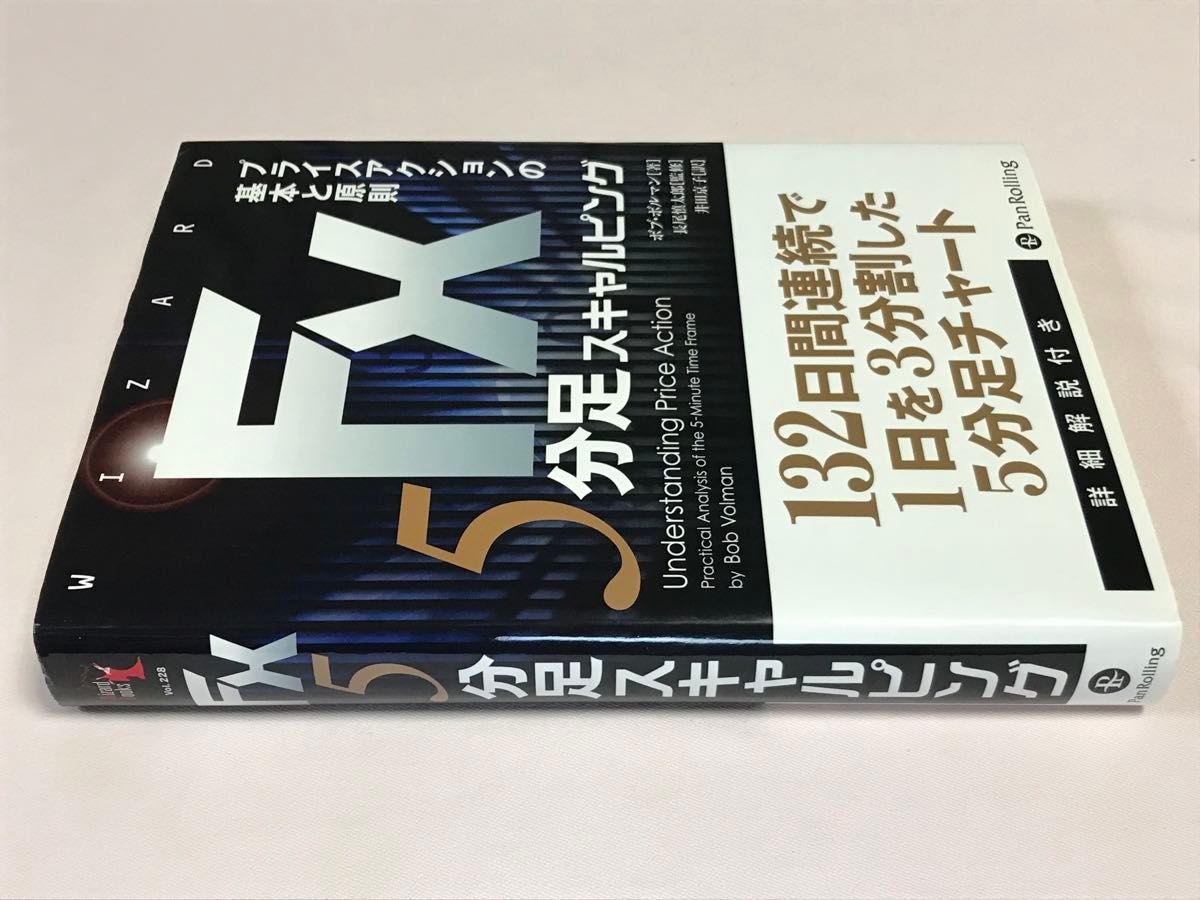 WIZARD
プライスアクションの
基本と原則
FX
5分足スキャルピング
ボブ・ボルマン[著]
長尾慎太郎[監修]
井田京子[訳]
Understanding Price Action
Practical Analysis of the 5-Minute Time Frame
by Bob Volman
132日間連続で
1日を3分割した
5分足チャート
詳細解説付き
PanRolling
Vol.228
FX
5分足スキャルピング
PanRolling